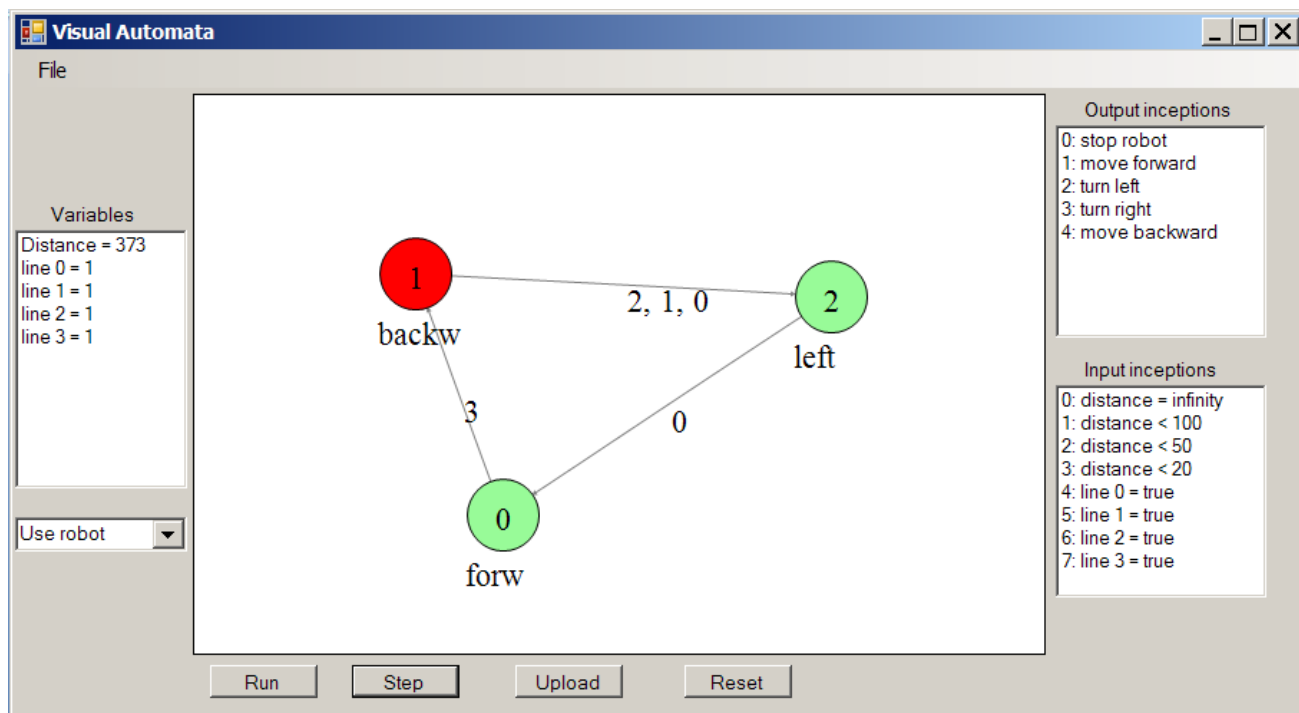 Visual Automata
File
Variables
Distance = 373
line 0 = 1
line 1 = 1
line 2 = 1
line 3 = 1
Use robot
1
backw
2, 1, 0
2
left
3
0
0
forw
Output inceptions
0: stop robot
1: move forward
2: turn left
3: turn right
4: move backward
Input inceptions
0: distance = infinity
1: distance < 100
2: distance < 50
3: distance < 20
4: line 0 = true
5: line 1 = true
6: line 2 = true
7: line 3 = true
Run Step Upload Reset